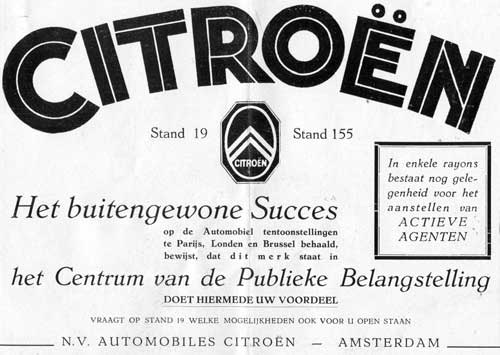 CITROËN
Stand 19
CITROËN
Stand 155
In enkele rayons
bestaat nog gele-
genheid voor het
aanstellen van
ACTIEVE
AGENTEN
Het buitengewone Succes
op de Automobiel tentoonstellingen
te Parijs, Londen en Brussel behaald,
bewijst, dat dit merk staat in
het Centrum van de Publieke Belangstelling
DOET HIERMEDE UW VOORDEEL
VRAAGT OP STAND 19 WELKE MOGELIJKHEDEN OOK VOOR U OPEN STAAN
N.V. AUTOMOBILES CITROËN — AMSTERDAM